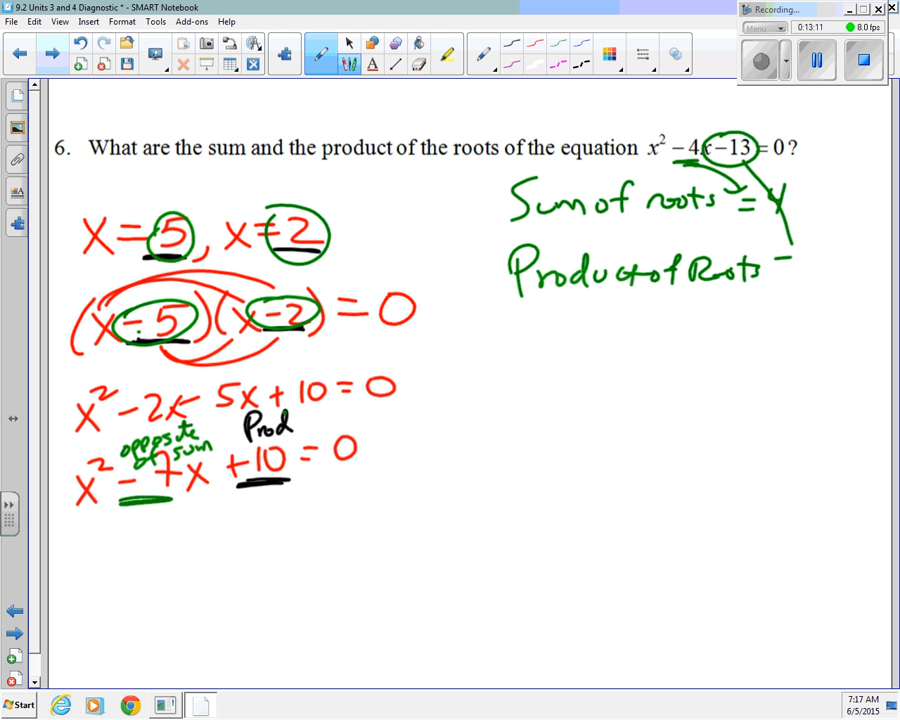 9.2 Units 3 and 4 Diagnostic * - SMART Notebook
Recording...
File Edit View Insert Format Tools Add-ons Help
Menu 0:13:11 8.0 fps
6. What are the sum and the product of the roots of the equation x² − 4x − 13 = 0 ?
Sum of roots = 4
Product of Roots =
x = 5, x = 2
(x − 5)(x − 2) = 0
x² − 2x − 5x + 10 = 0
opposite of sum
Prod
x² − 7x + 10 = 0
Start
7:17 AM
6/5/2015